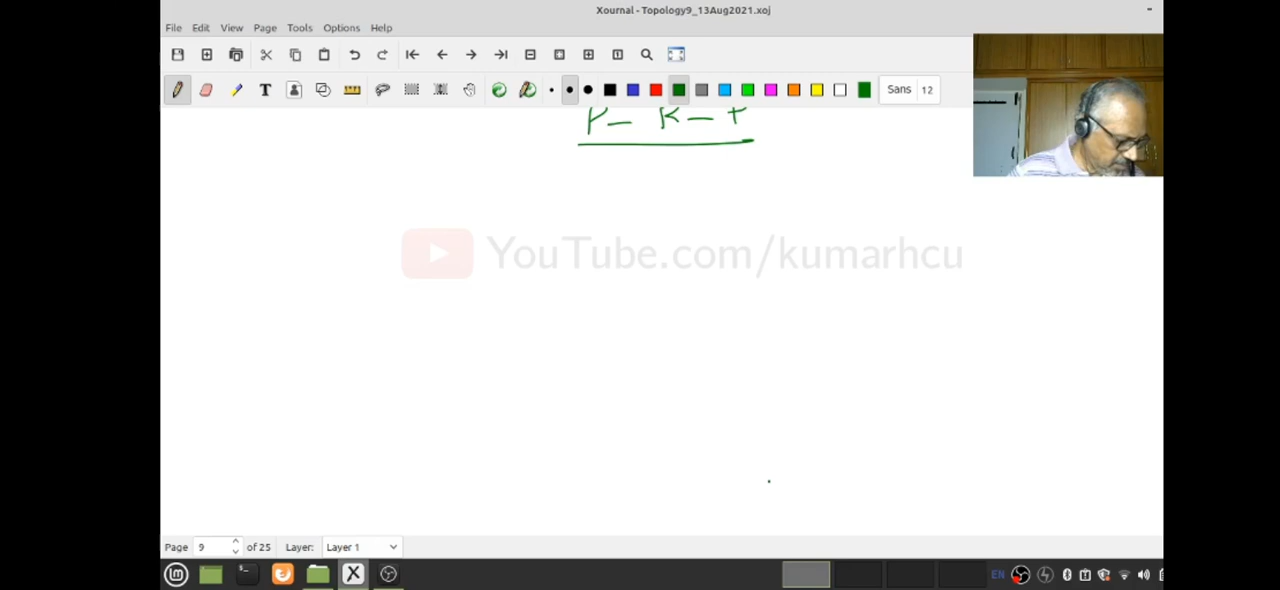 Xournal - Topology9_13Aug2021.xoj
File Edit View Page Tools Options Help
T Sans 12
P - K - P
YouTube.com/kumarhcu
Page 9 of 25 Layer: Layer 1
EN